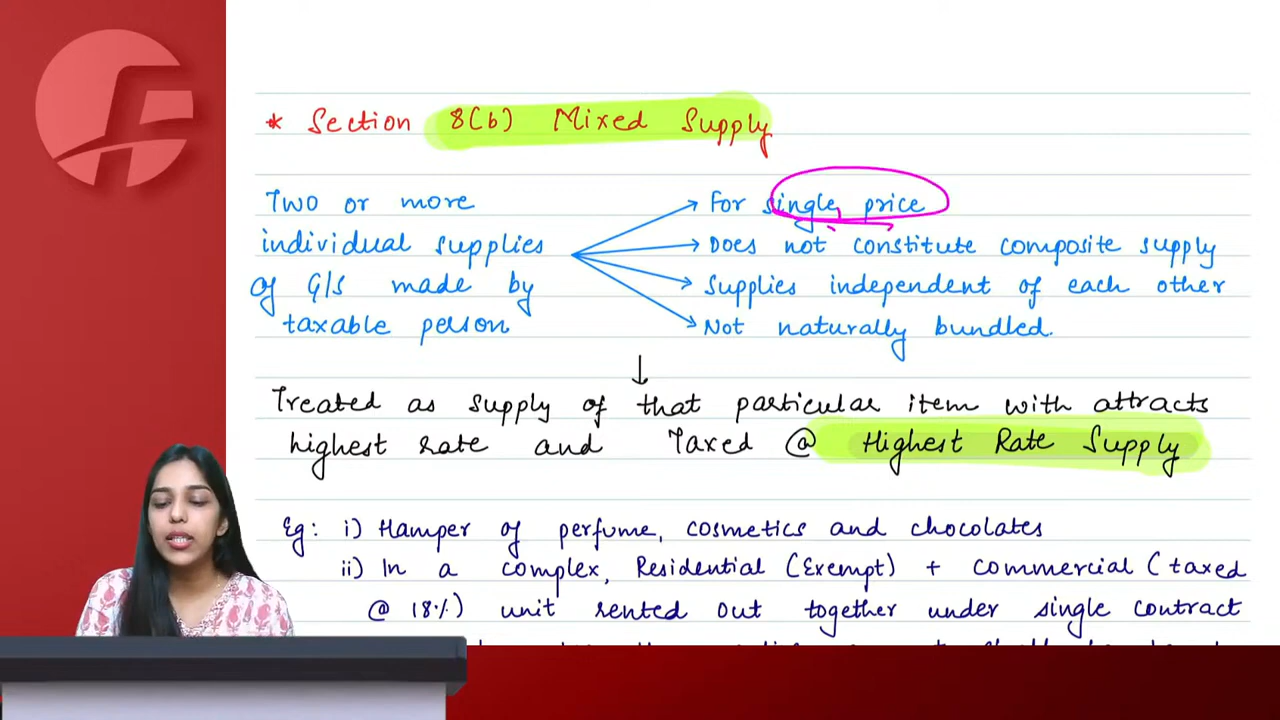 * Section 8(b) Mixed Supply
Two or more
individual supplies
of G/S made by
taxable person
For single price
Does not constitute composite supply
Supplies independent of each other
Not naturally bundled.
Treated as supply of that particular item with attracts
highest rate and Taxed @ Highest Rate Supply
Eg: i) Hamper of perfume, cosmetics and chocolates
ii) In a complex, Residential (Exempt) + commercial (taxed
@ 18%) unit rented out together under single contract